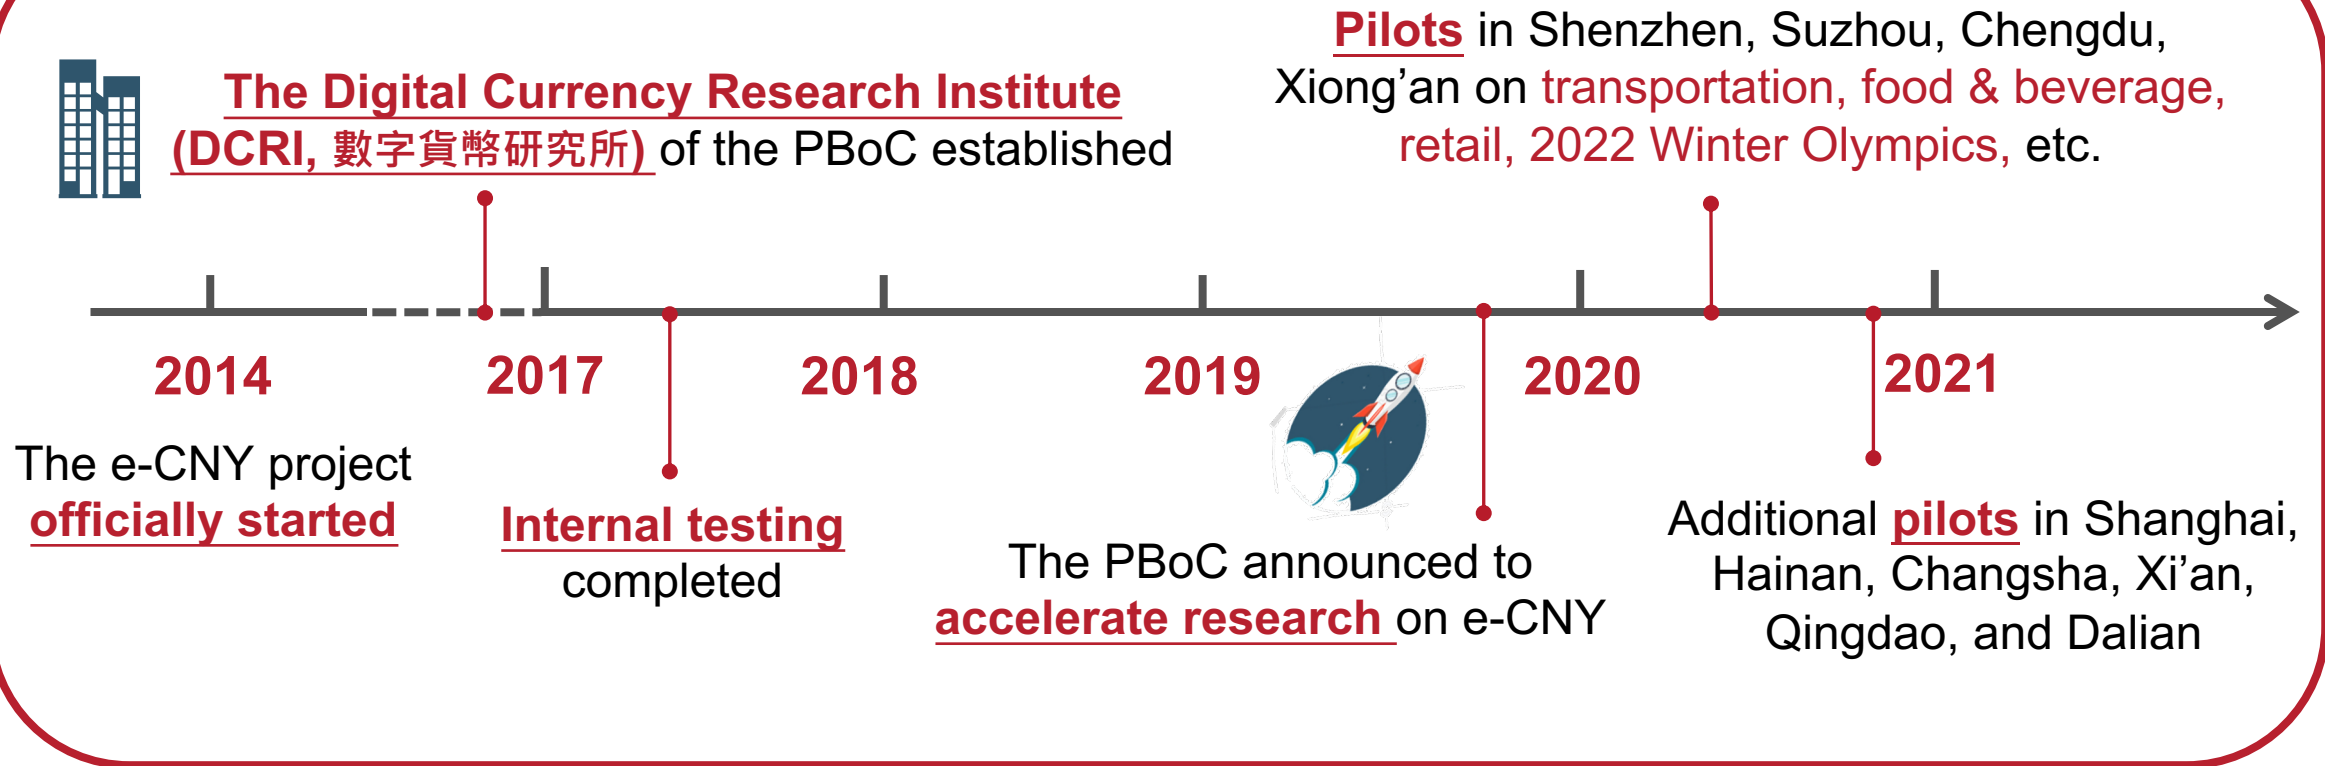 The Digital Currency Research Institute
(DCRI, 數字貨幣研究所) of the PBoC established
Pilots in Shenzhen, Suzhou, Chengdu,
Xiong’an on transportation, food & beverage,
retail, 2022 Winter Olympics, etc.
2014
2017
2018
2019
2020
2021
The e-CNY project
officially started
Internal testing
completed
The PBoC announced to
accelerate research on e-CNY
Additional pilots in Shanghai,
Hainan, Changsha, Xi’an,
Qingdao, and Dalian